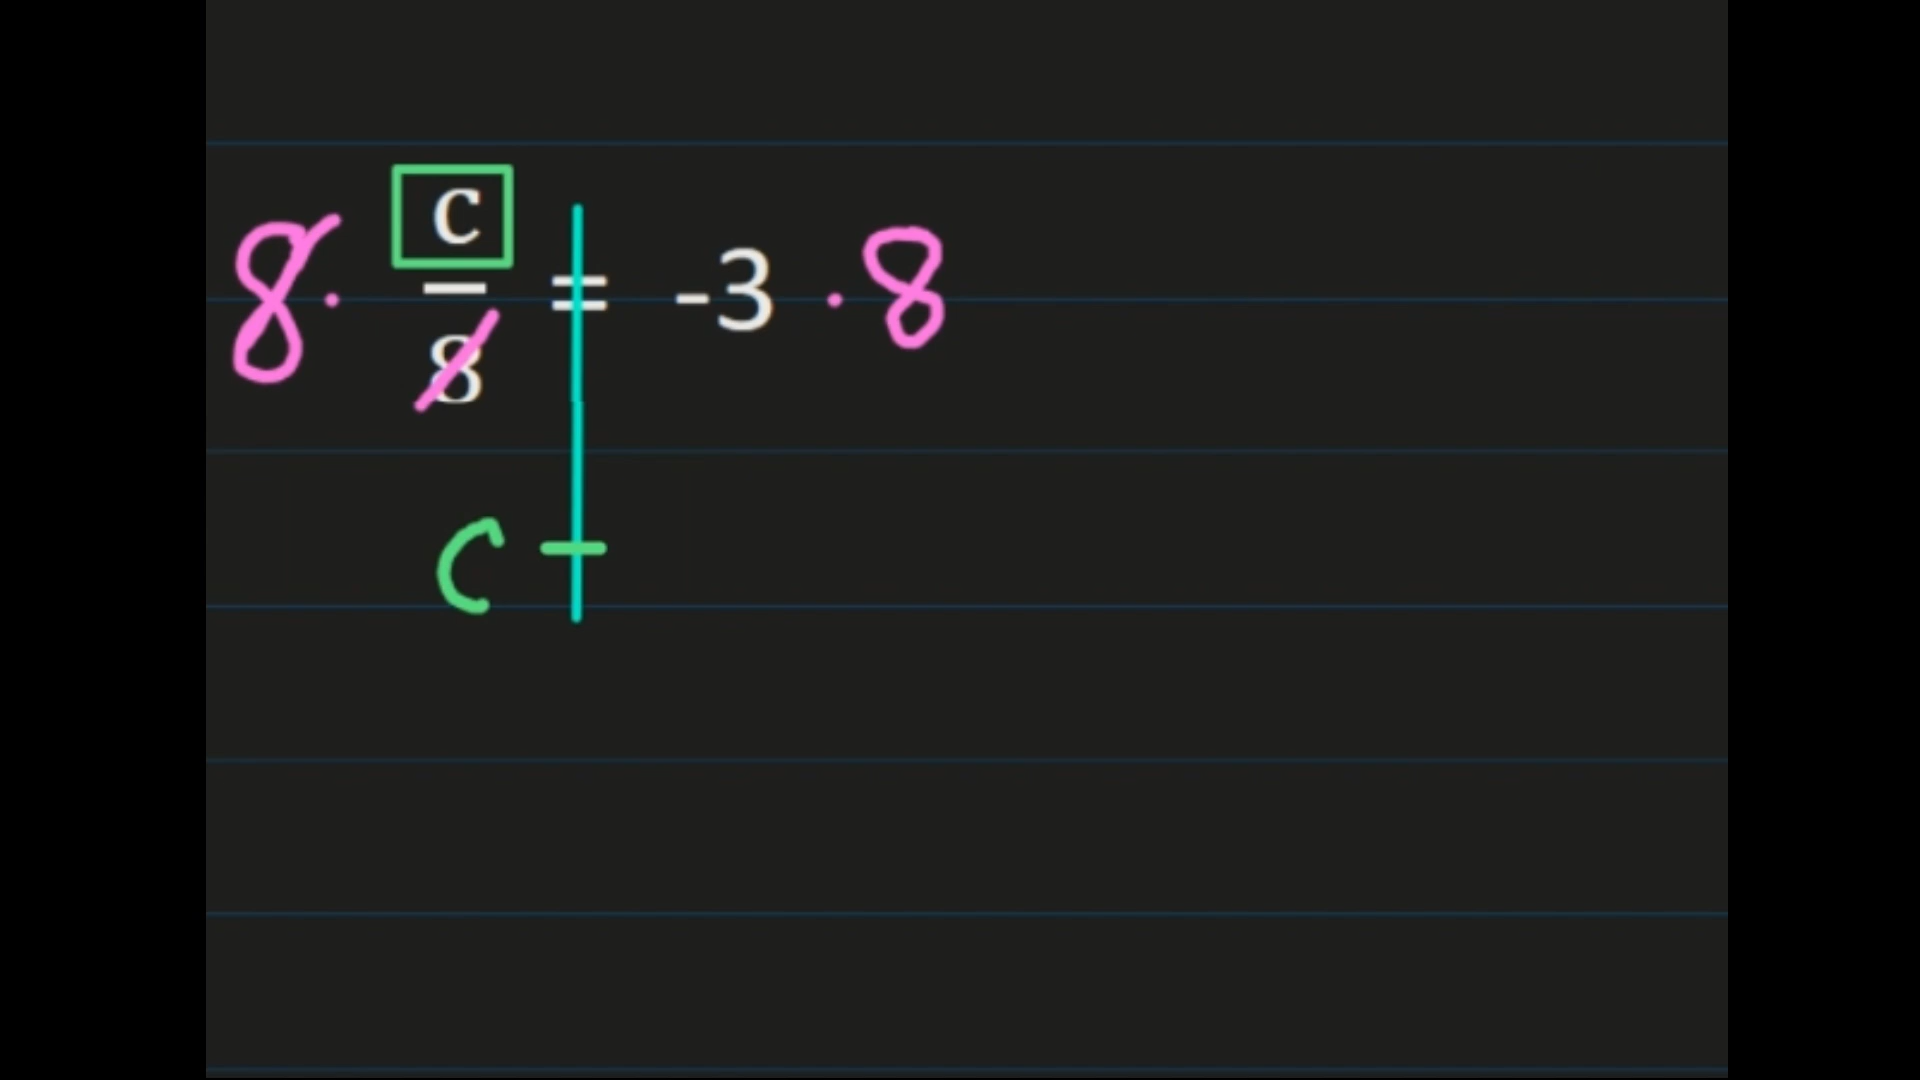 8 · c/8 = -3 · 8
c -